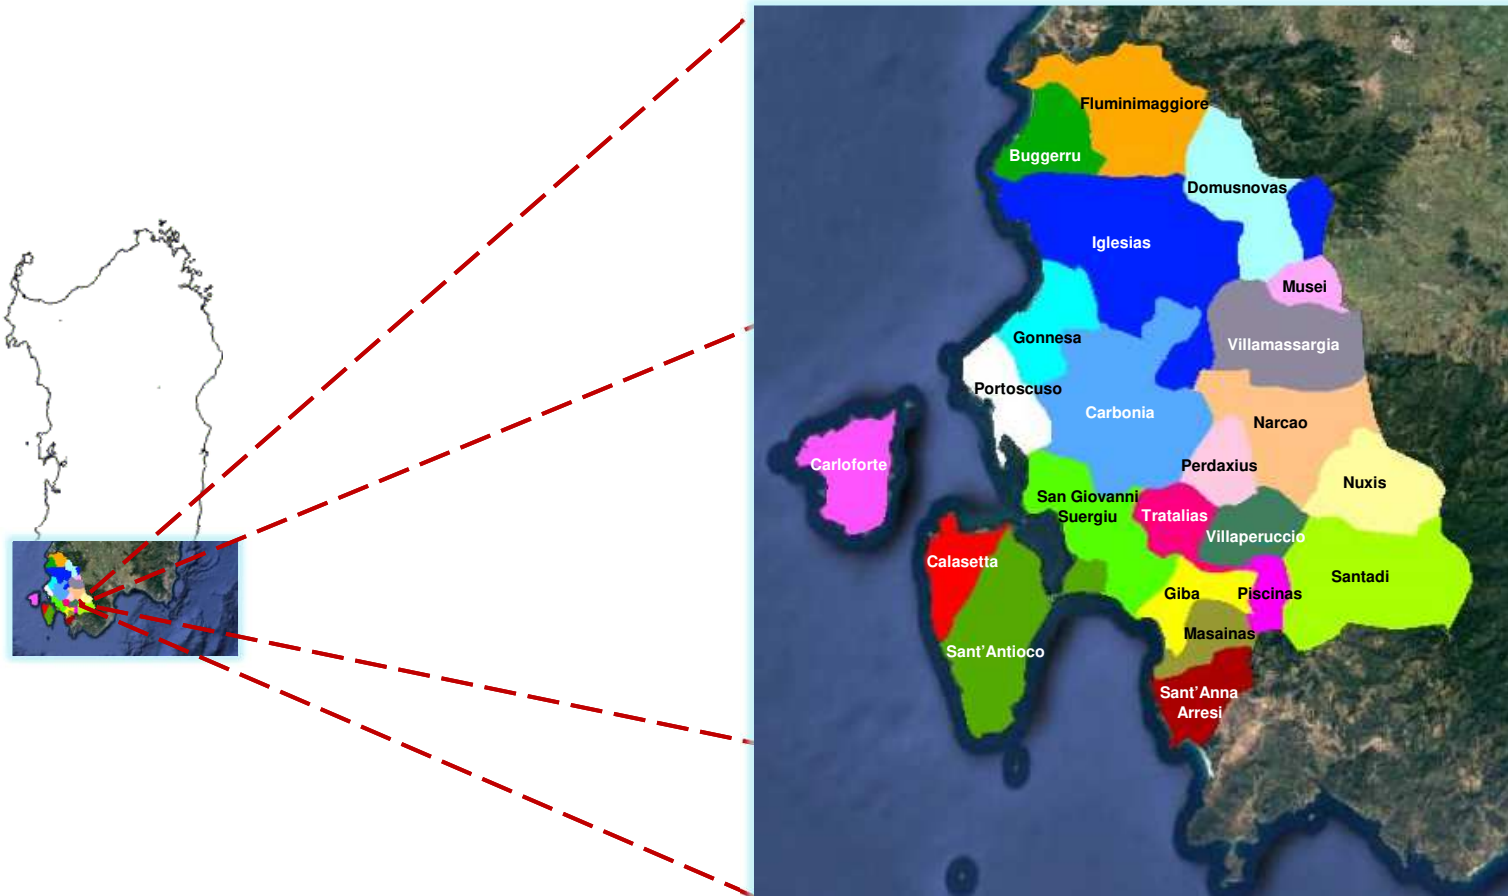 Fluminimaggiore
Buggerru
Domusnovas
Iglesias
Musei
Gonnesa
Villamassargia
Portoscuso
Carbonia
Narcao
Carloforte
Perdaxius
Nuxis
San Giovanni
Suergiu
Tratalias
Villaperuccio
Calasetta
Santadi
Giba
Piscinas
Masainas
Sant'Antioco
Sant'Anna
Arresi